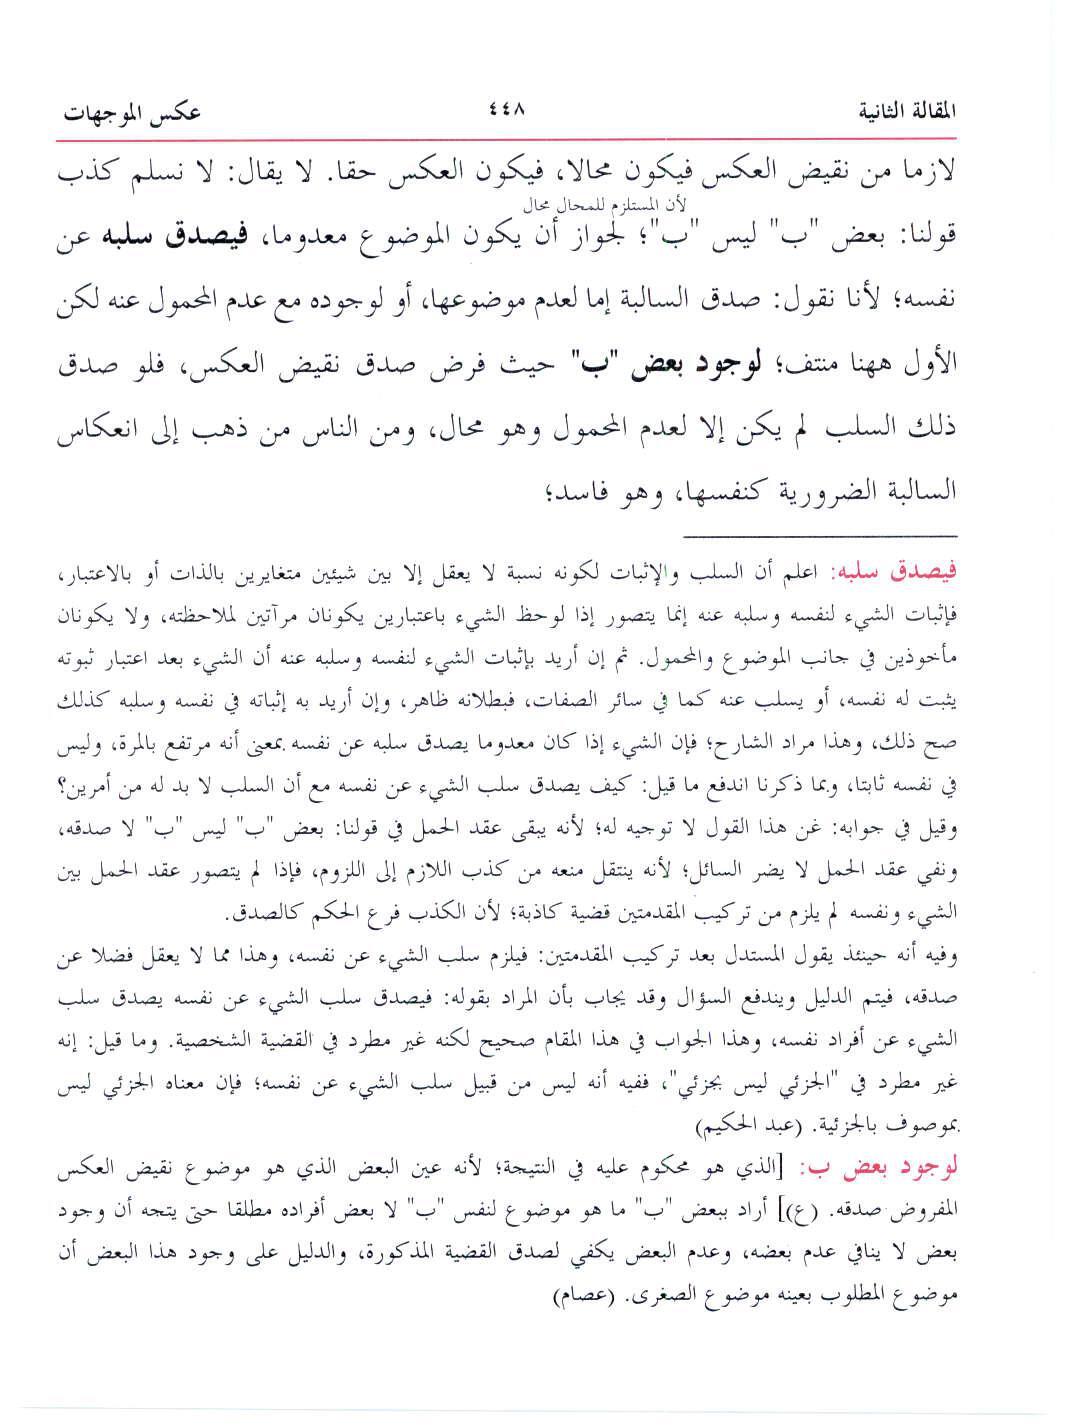 المقالة الثانية ٤٤٨ عكس الموجهات
لازما من نقيض العكس فيكون محالا، فيكون العكس حقا. لا يقال: لا نسلم كذب
لأن المستلزم للمحال محال
قولنا: بعض "ب" ليس "ب"؛ لجواز أن يكون الموضوع معدوما، فيصدق سلبه عن
نفسه؛ لأنا نقول: صدق السالبة إما لعدم موضوعها، أو لوجوده مع عدم المحمول عنه لكن
الأول ههنا منتف؛ لوجود بعض "ب" حيث فرض صدق نقيض العكس، فلو صدق
ذلك السلب لم يكن إلا لعدم المحمول وهو محال، ومن الناس من ذهب إلى انعكاس
السالبة الضرورية كنفسها، وهو فاسد؛
فيصدق سلبه: اعلم أن السلب والإثبات لكونه نسبة لا يعقل إلا بين شيئين متغايرين بالذات أو بالاعتبار،
فإثبات الشيء لنفسه وسلبه عنه إنما يتصور إذا لوحظ الشيء باعتبارين يكونان مرآتين لملاحظته، ولا يكونان
مأخوذين في جانب الموضوع والمحمول. ثم إن أريد بإثبات الشيء لنفسه وسلبه عنه أن الشيء بعد اعتبار ثبوته
يثبت له نفسه، أو يسلب عنه كما في سائر الصفات، فبطلانه ظاهر، وإن أريد به إثباته في نفسه وسلبه كذلك
صح ذلك، وهذا مراد الشارح؛ فإن الشيء إذا كان معدوما يصدق سلبه عن نفسه بمعنى أنه مرتفع بالمرة، وليس
في نفسه ثابتا، وبما ذكرنا اندفع ما قيل: كيف يصدق سلب الشيء عن نفسه مع أن السلب لا بد له من أمرين؟
وقيل في جوابه: غن هذا القول لا توجيه له؛ لأنه يبقى عقد الحمل في قولنا: بعض "ب" ليس "ب" لا صدقه،
ونفي عقد الحمل لا يضر السائل؛ لأنه ينتقل منعه من كذب اللازم إلى اللزوم، فإذا لم يتصور عقد الحمل بين
الشيء ونفسه لم يلزم من تركيب المقدمتين قضية كاذبة؛ لأن الكذب فرع الحكم كالصدق.
وفيه أنه حينئذ يقول المستدل بعد تركيب المقدمتين: فيلزم سلب الشيء عن نفسه، وهذا مما لا يعقل فضلا عن
صدقه، فيتم الدليل ويندفع السؤال وقد يجاب بأن المراد بقوله: فيصدق سلب الشيء عن نفسه يصدق سلب
الشيء عن أفراد نفسه، وهذا الجواب في هذا المقام صحيح لكنه غير مطرد في القضية الشخصية. وما قيل: إنه
غير مطرد في "الجزئي ليس بجزئي"، ففيه أنه ليس من قبيل سلب الشيء عن نفسه؛ فإن معناه الجزئي ليس
بموصوف بالجزئية. (عبد الحكيم)
لوجود بعض ب: [الذي هو محكوم عليه في النتيجة؛ لأنه عين البعض الذي هو موضوع نقيض العكس
المفروض صدقه. (ع)] أراد ببعض "ب" ما هو موضوع لنفس "ب" لا بعض أفراده مطلقا حتى يتجه أن وجود
بعض لا ينافي عدم بعضه، وعدم البعض يكفي لصدق القضية المذكورة، والدليل على وجود هذا البعض أن
موضوع المطلوب بعينه موضوع الصغرى. (عصام)